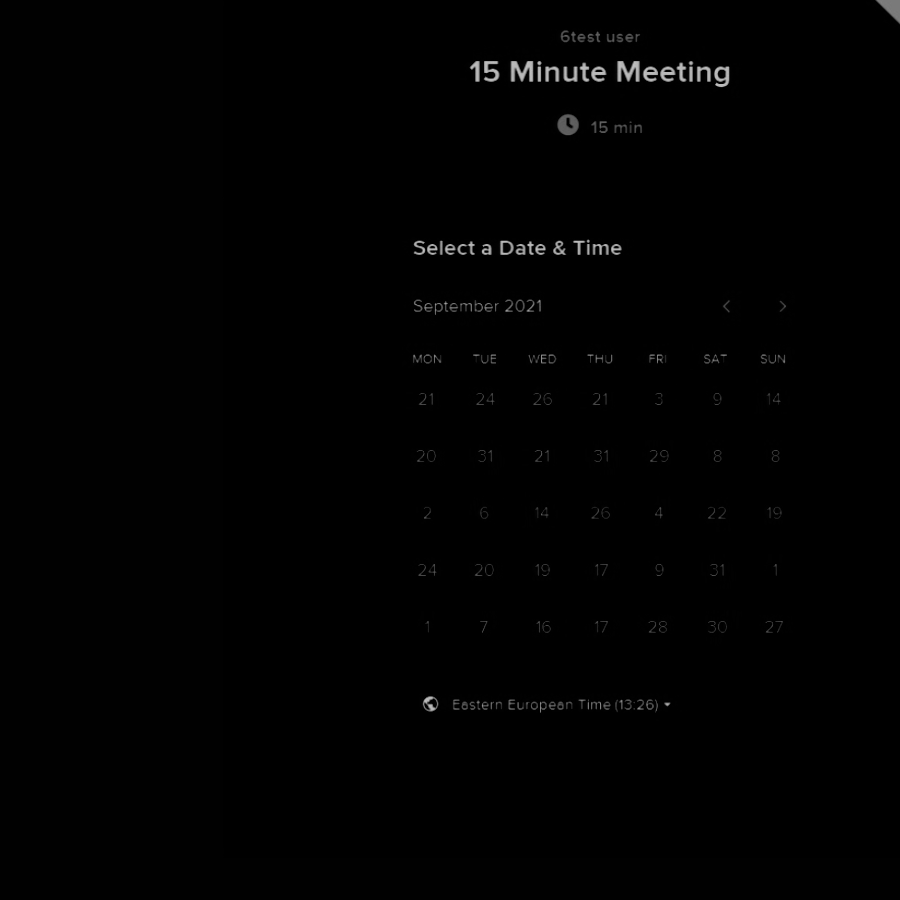 6test user
15 Minute Meeting
15 min
Select a Date & Time
September 2021
MON TUE WED THU FRI SAT SUN
21 24 26 21 3 9 14
20 31 21 31 29 8 8
2 6 14 26 4 22 19
24 20 19 17 9 31 1
1 7 16 17 28 30 27
Eastern European Time (13:26)